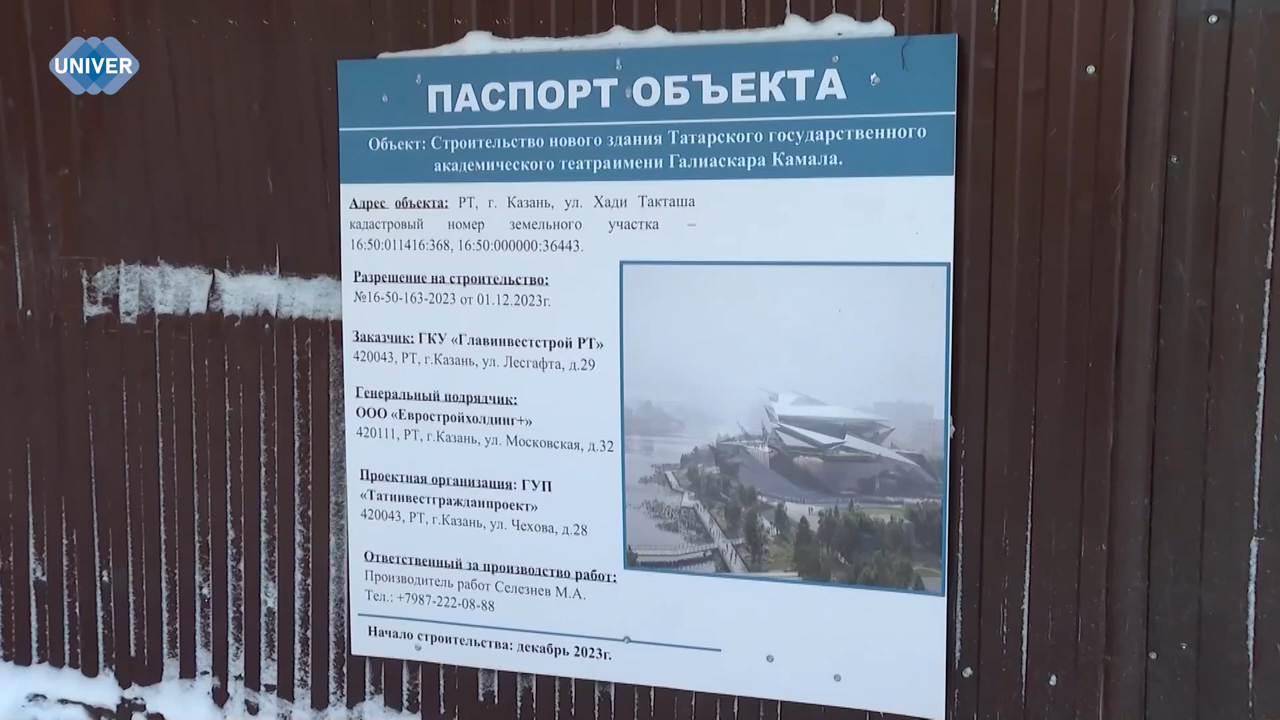 UNIVER
ПАСПОРТ ОБЪЕКТА
Объект: Строительство нового здания Татарского государственного
академического театраимени Галиаскара Камала.
Адрес объекта: РТ, г. Казань, ул. Хади Такташа
кадастровый номер земельного участка –
16:50:011416:368, 16:50:000000:36443.
Разрешение на строительство:
№16-50-163-2023 от 01.12.2023г.
Заказчик: ГКУ «Главинвестстрой РТ»
420043, РТ, г.Казань, ул. Лесгафта, д.29
Генеральный подрядчик:
ООО «Евростройхолдинг+»
420111, РТ, г.Казань, ул. Московская, д.32
Проектная организация: ГУП
«Татинвестгражданпроект»
420043, РТ, г.Казань, ул. Чехова, д.28
Ответственный за производство работ:
Производитель работ Селезнев М.А.
Тел.: +7987-222-08-88
Начало строительства: декабрь 2023г.